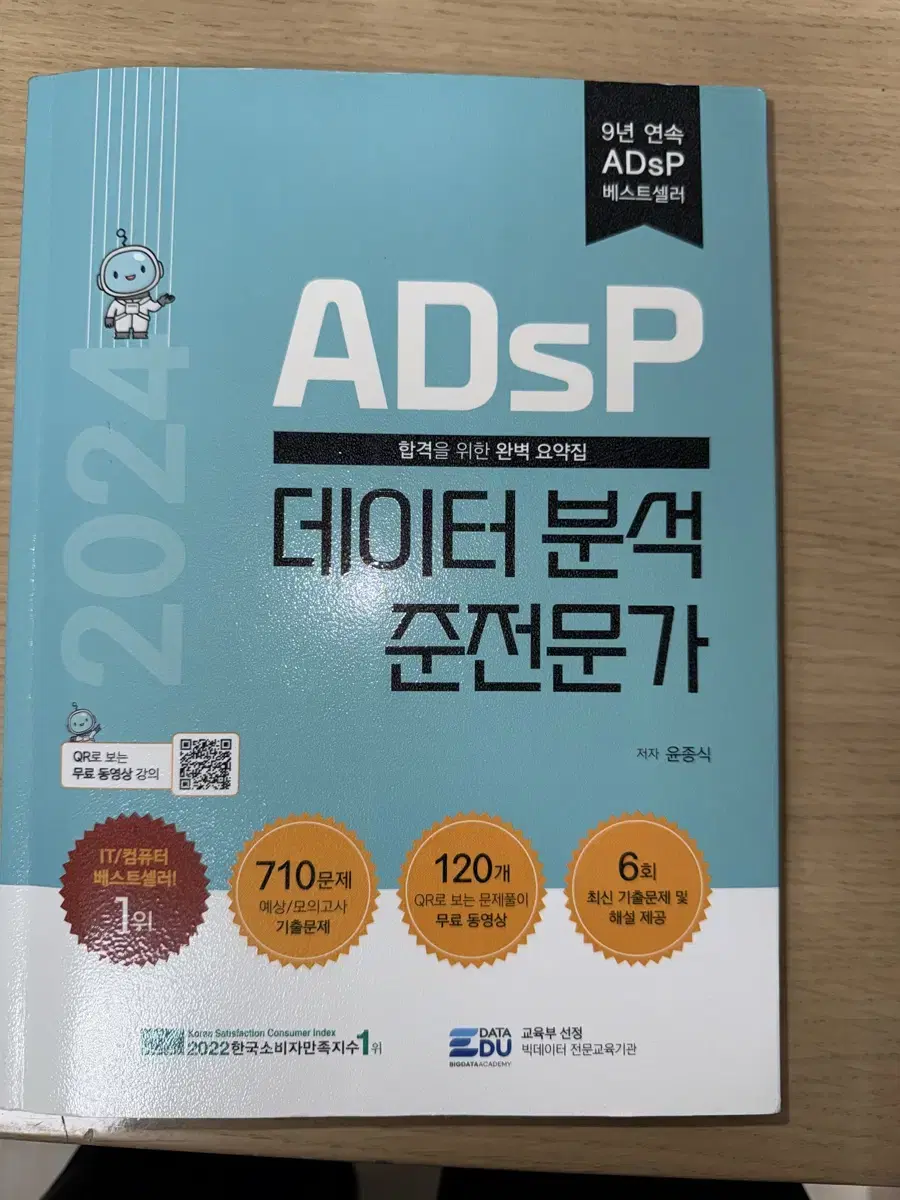 9년 연속
ADsP
베스트셀러
ADsP
합격을 위한 완벽 요약집
데이터 분석
준전문가
2024
저자 윤종식
QR로 보는
무료 동영상 강의
IT/컴퓨터
베스트셀러!
1위
710문제
예상/모의고사
기출문제
120개
QR로 보는 문제풀이
무료 동영상
6회
최신 기출문제 및
해설 제공
Korean Satisfaction Consumer Index
2022한국소비자만족지수1위
DATA
EDU
BIGDATA ACADEMY
교육부 선정
빅데이터 전문교육기관